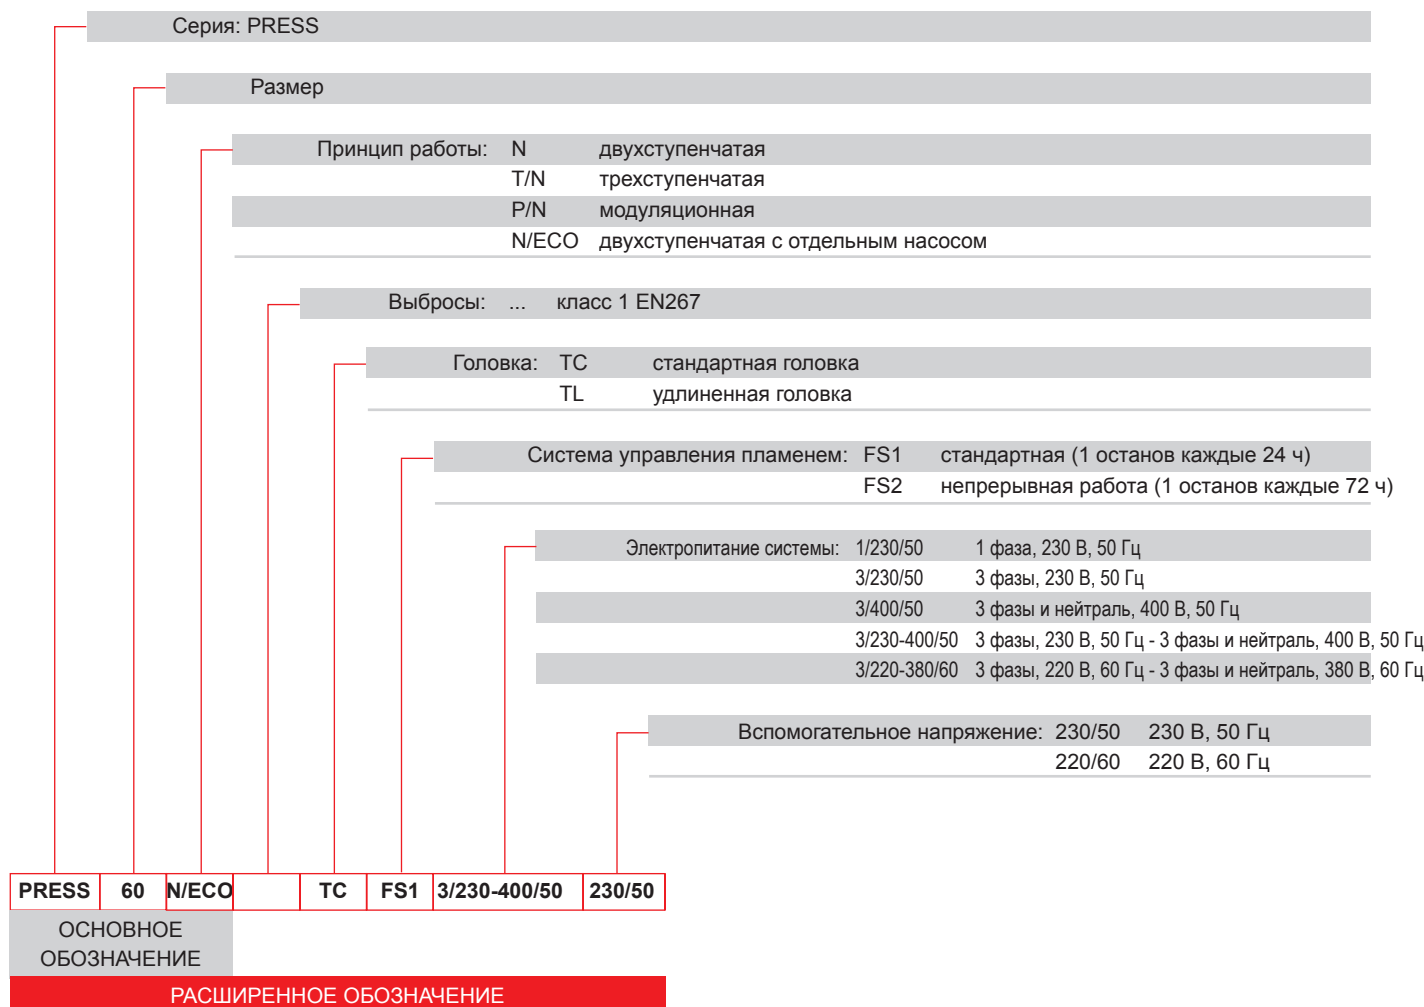 Серия: PRESS
Размер
Принцип работы: N двухступенчатая
T/N трехступенчатая
P/N модуляционная
N/ECO двухступенчатая с отдельным насосом
Выбросы: ... класс 1 EN267
Головка: TC стандартная головка
TL удлиненная головка
Система управления пламенем: FS1 стандартная (1 останов каждые 24 ч)
FS2 непрерывная работа (1 останов каждые 72 ч)
Электропитание системы: 1/230/50 1 фаза, 230 В, 50 Гц
3/230/50 3 фазы, 230 В, 50 Гц
3/400/50 3 фазы и нейтраль, 400 В, 50 Гц
3/230-400/50 3 фазы, 230 В, 50 Гц - 3 фазы и нейтраль, 400 В, 50 Гц
3/220-380/60 3 фазы, 220 В, 60 Гц - 3 фазы и нейтраль, 380 В, 60 Гц
Вспомогательное напряжение: 230/50 230 В, 50 Гц
220/60 220 В, 60 Гц
PRESS 60 N/ECO TC FS1 3/230-400/50 230/50
ОСНОВНОЕ
ОБОЗНАЧЕНИЕ
РАСШИРЕННОЕ ОБОЗНАЧЕНИЕ